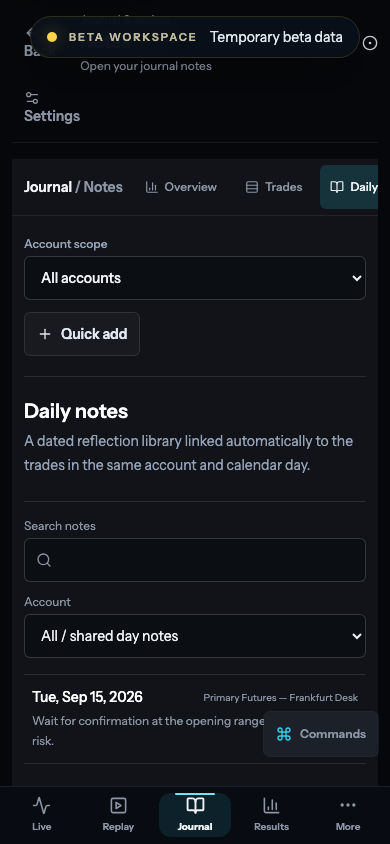 BETA WORKSPACE Temporary beta data
Open your journal notes
Settings
Journal / Notes Overview Trades Daily
Account scope
All accounts
Quick add
Daily notes
A dated reflection library linked automatically to the
trades in the same account and calendar day.
Search notes
Account
All / shared day notes
Tue, Sep 15, 2026 Primary Futures — Frankfurt Desk
Wait for confirmation at the opening range
risk.
Commands
Live Replay Journal Results More